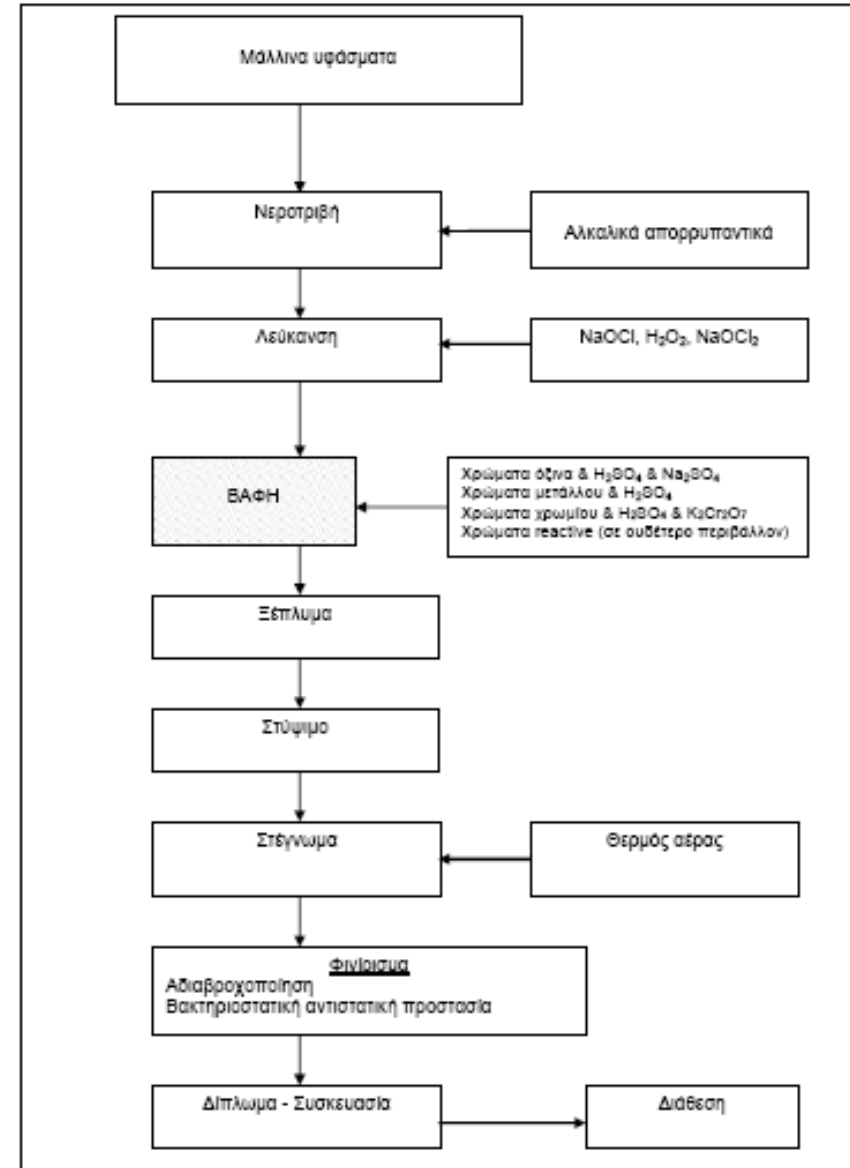 Μάλλινα υφάσματα
Νεροτριβή
Αλκαλικά απορρυπαντικά
Λεύκανση
NaOCl, H₂O₂, NaOCl₂
ΒΑΦΗ
Χρώματα όξινα & H₂SO₄ & Na₂SO₄
Χρώματα μετάλλου & H₂SO₄
Χρώματα χρωμίου & H₂SO₄ & K₂Cr₂O₇
Χρώματα reactive (σε ουδέτερο περιβάλλον)
Ξέπλυμα
Στύψιμο
Στέγνωμα
Θερμός αέρας
Φινίρισμα
Αδιαβροχοποίηση
Βακτηριοστατική αντιστατική προστασία
Δίπλωμα - Συσκευασία
Διάθεση